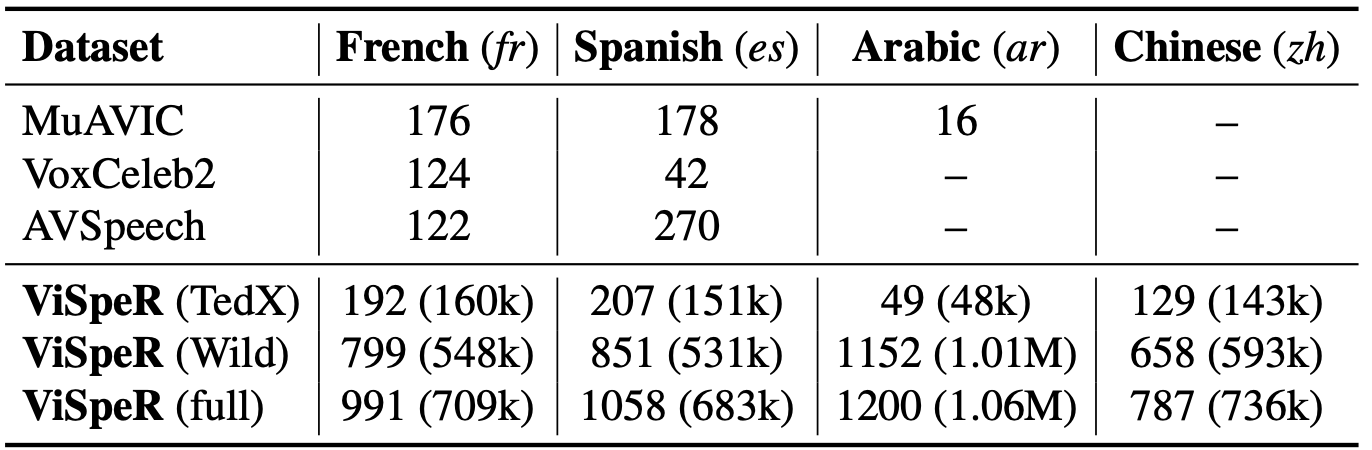 Dataset French (fr) Spanish (es) Arabic (ar) Chinese (zh)
MuAVIC 176 178 16 –
VoxCeleb2 124 42 – –
AVSpeech 122 270 – –
ViSpeR (TedX) 192 (160k) 207 (151k) 49 (48k) 129 (143k)
ViSpeR (Wild) 799 (548k) 851 (531k) 1152 (1.01M) 658 (593k)
ViSpeR (full) 991 (709k) 1058 (683k) 1200 (1.06M) 787 (736k)